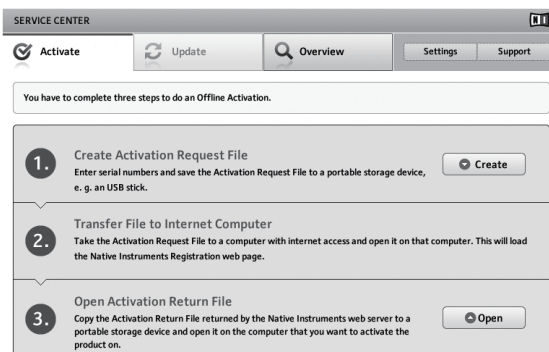 SERVICE CENTER
NI
Activate
Update
Overview
Settings
Support
You have to complete three steps to do an Offline Activation.
1.
Create Activation Request File
Enter serial numbers and save the Activation Request File to a portable storage device,
e. g. an USB stick.
Create
2.
Transfer File to Internet Computer
Take the Activation Request File to a computer with internet access and open it on that computer. This will load
the Native Instruments Registration web page.
3.
Open Activation Return File
Copy the Activation Return File returned by the Native Instruments web server to a
portable storage device and open it on the computer that you want to activate the
product on.
Open